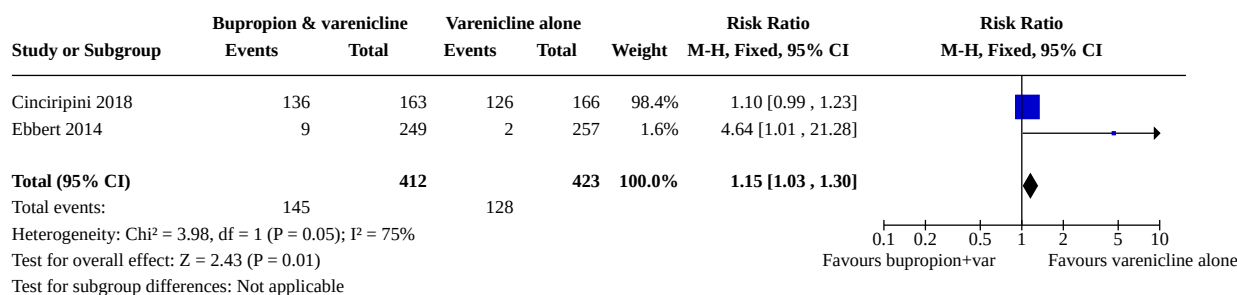 Bupropion & varenicline Varenicline alone Risk Ratio Risk Ratio
Study or Subgroup Events Total Events Total Weight M-H, Fixed, 95% CI M-H, Fixed, 95% CI
Cinciripini 2018 136 163 126 166 98.4% 1.10 [0.99 , 1.23]
Ebbert 2014 9 249 2 257 1.6% 4.64 [1.01 , 21.28]
Total (95% CI) 412 423 100.0% 1.15 [1.03 , 1.30]
Total events: 145 128
Heterogeneity: Chi² = 3.98, df = 1 (P = 0.05); I² = 75%
0.1 0.2 0.5 1 2 5 10
Test for overall effect: Z = 2.43 (P = 0.01) Favours bupropion+var Favours varenicline alone
Test for subgroup differences: Not applicable